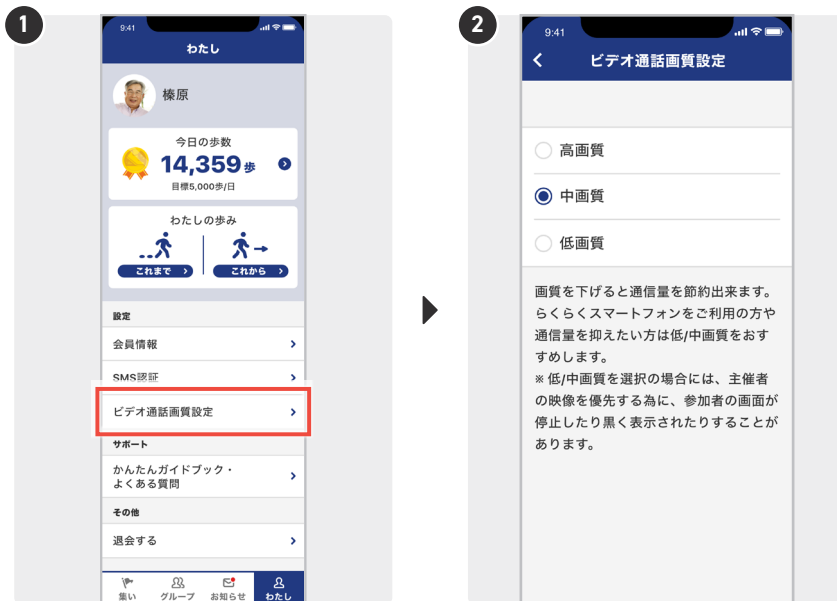 1
9:41
わたし
榛原
今日の歩数
14,359歩
目標5,000歩/日
わたしの歩み
これまで
これから
設定
会員情報
SMS認証
ビデオ通話画質設定
サポート
かんたんガイドブック・
よくある質問
その他
退会する
集い グループ お知らせ わたし
2
9:41
ビデオ通話画質設定
高画質
中画質
低画質
画質を下げると通信量を節約出来ます。
らくらくスマートフォンをご利用の方や
通信量を抑えたい方は低/中画質をおす
すめします。
※ 低/中画質を選択の場合には、主催者
の映像を優先する為に、参加者の画面が
停止したり黒く表示されたりすることが
あります。